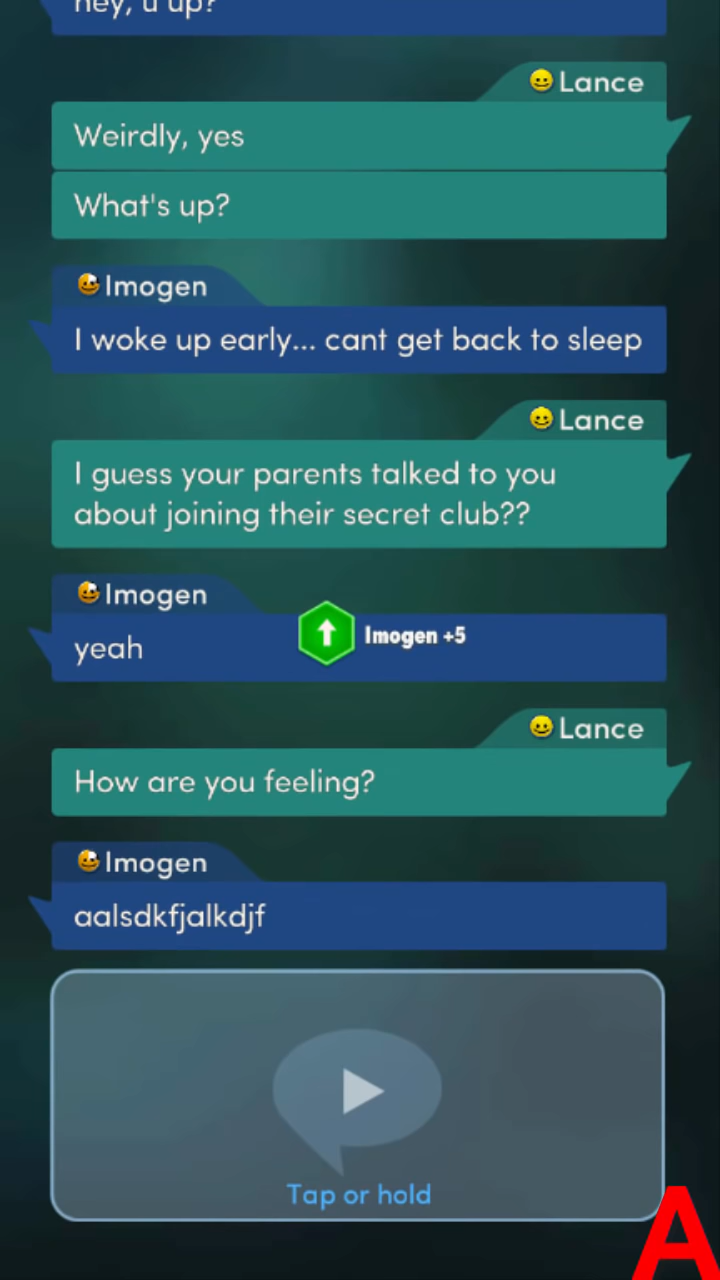 hey, u up?
Lance
Weirdly, yes
What's up?
Imogen
I woke up early... cant get back to sleep
Lance
I guess your parents talked to you
about joining their secret club??
Imogen
yeah
Imogen +5
Lance
How are you feeling?
Imogen
aalsdkfjalkdjf
Tap or hold
A